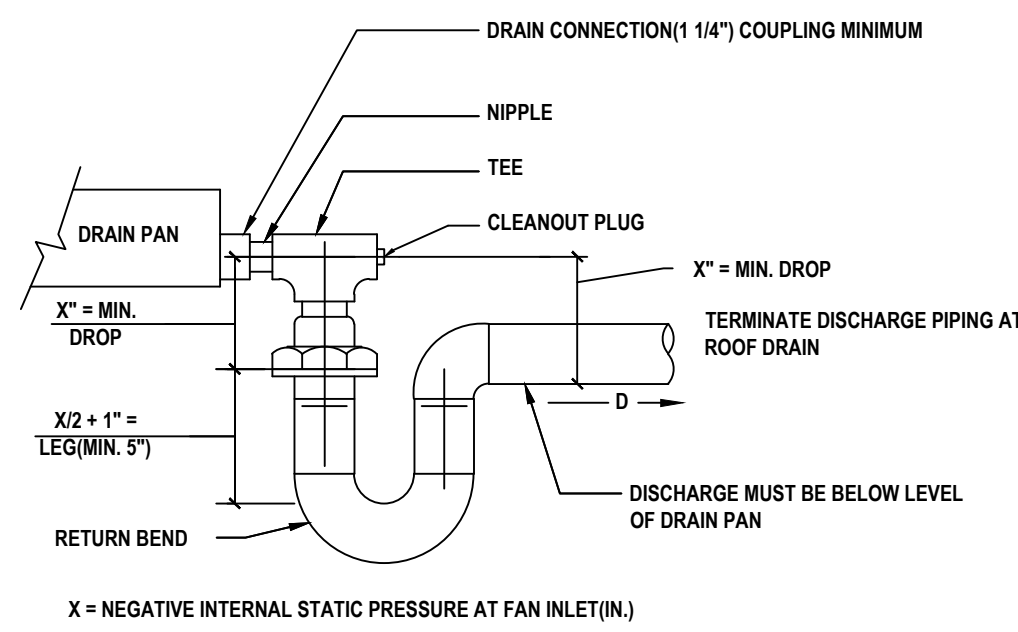 DRAIN CONNECTION(1 1/4") COUPLING MINIMUM
NIPPLE
TEE
CLEANOUT PLUG
DRAIN PAN
X" = MIN. DROP
X" = MIN.
DROP
TERMINATE DISCHARGE PIPING AT
ROOF DRAIN
D
X/2 + 1" =
LEG(MIN. 5")
DISCHARGE MUST BE BELOW LEVEL
OF DRAIN PAN
RETURN BEND
X = NEGATIVE INTERNAL STATIC PRESSURE AT FAN INLET(IN.)